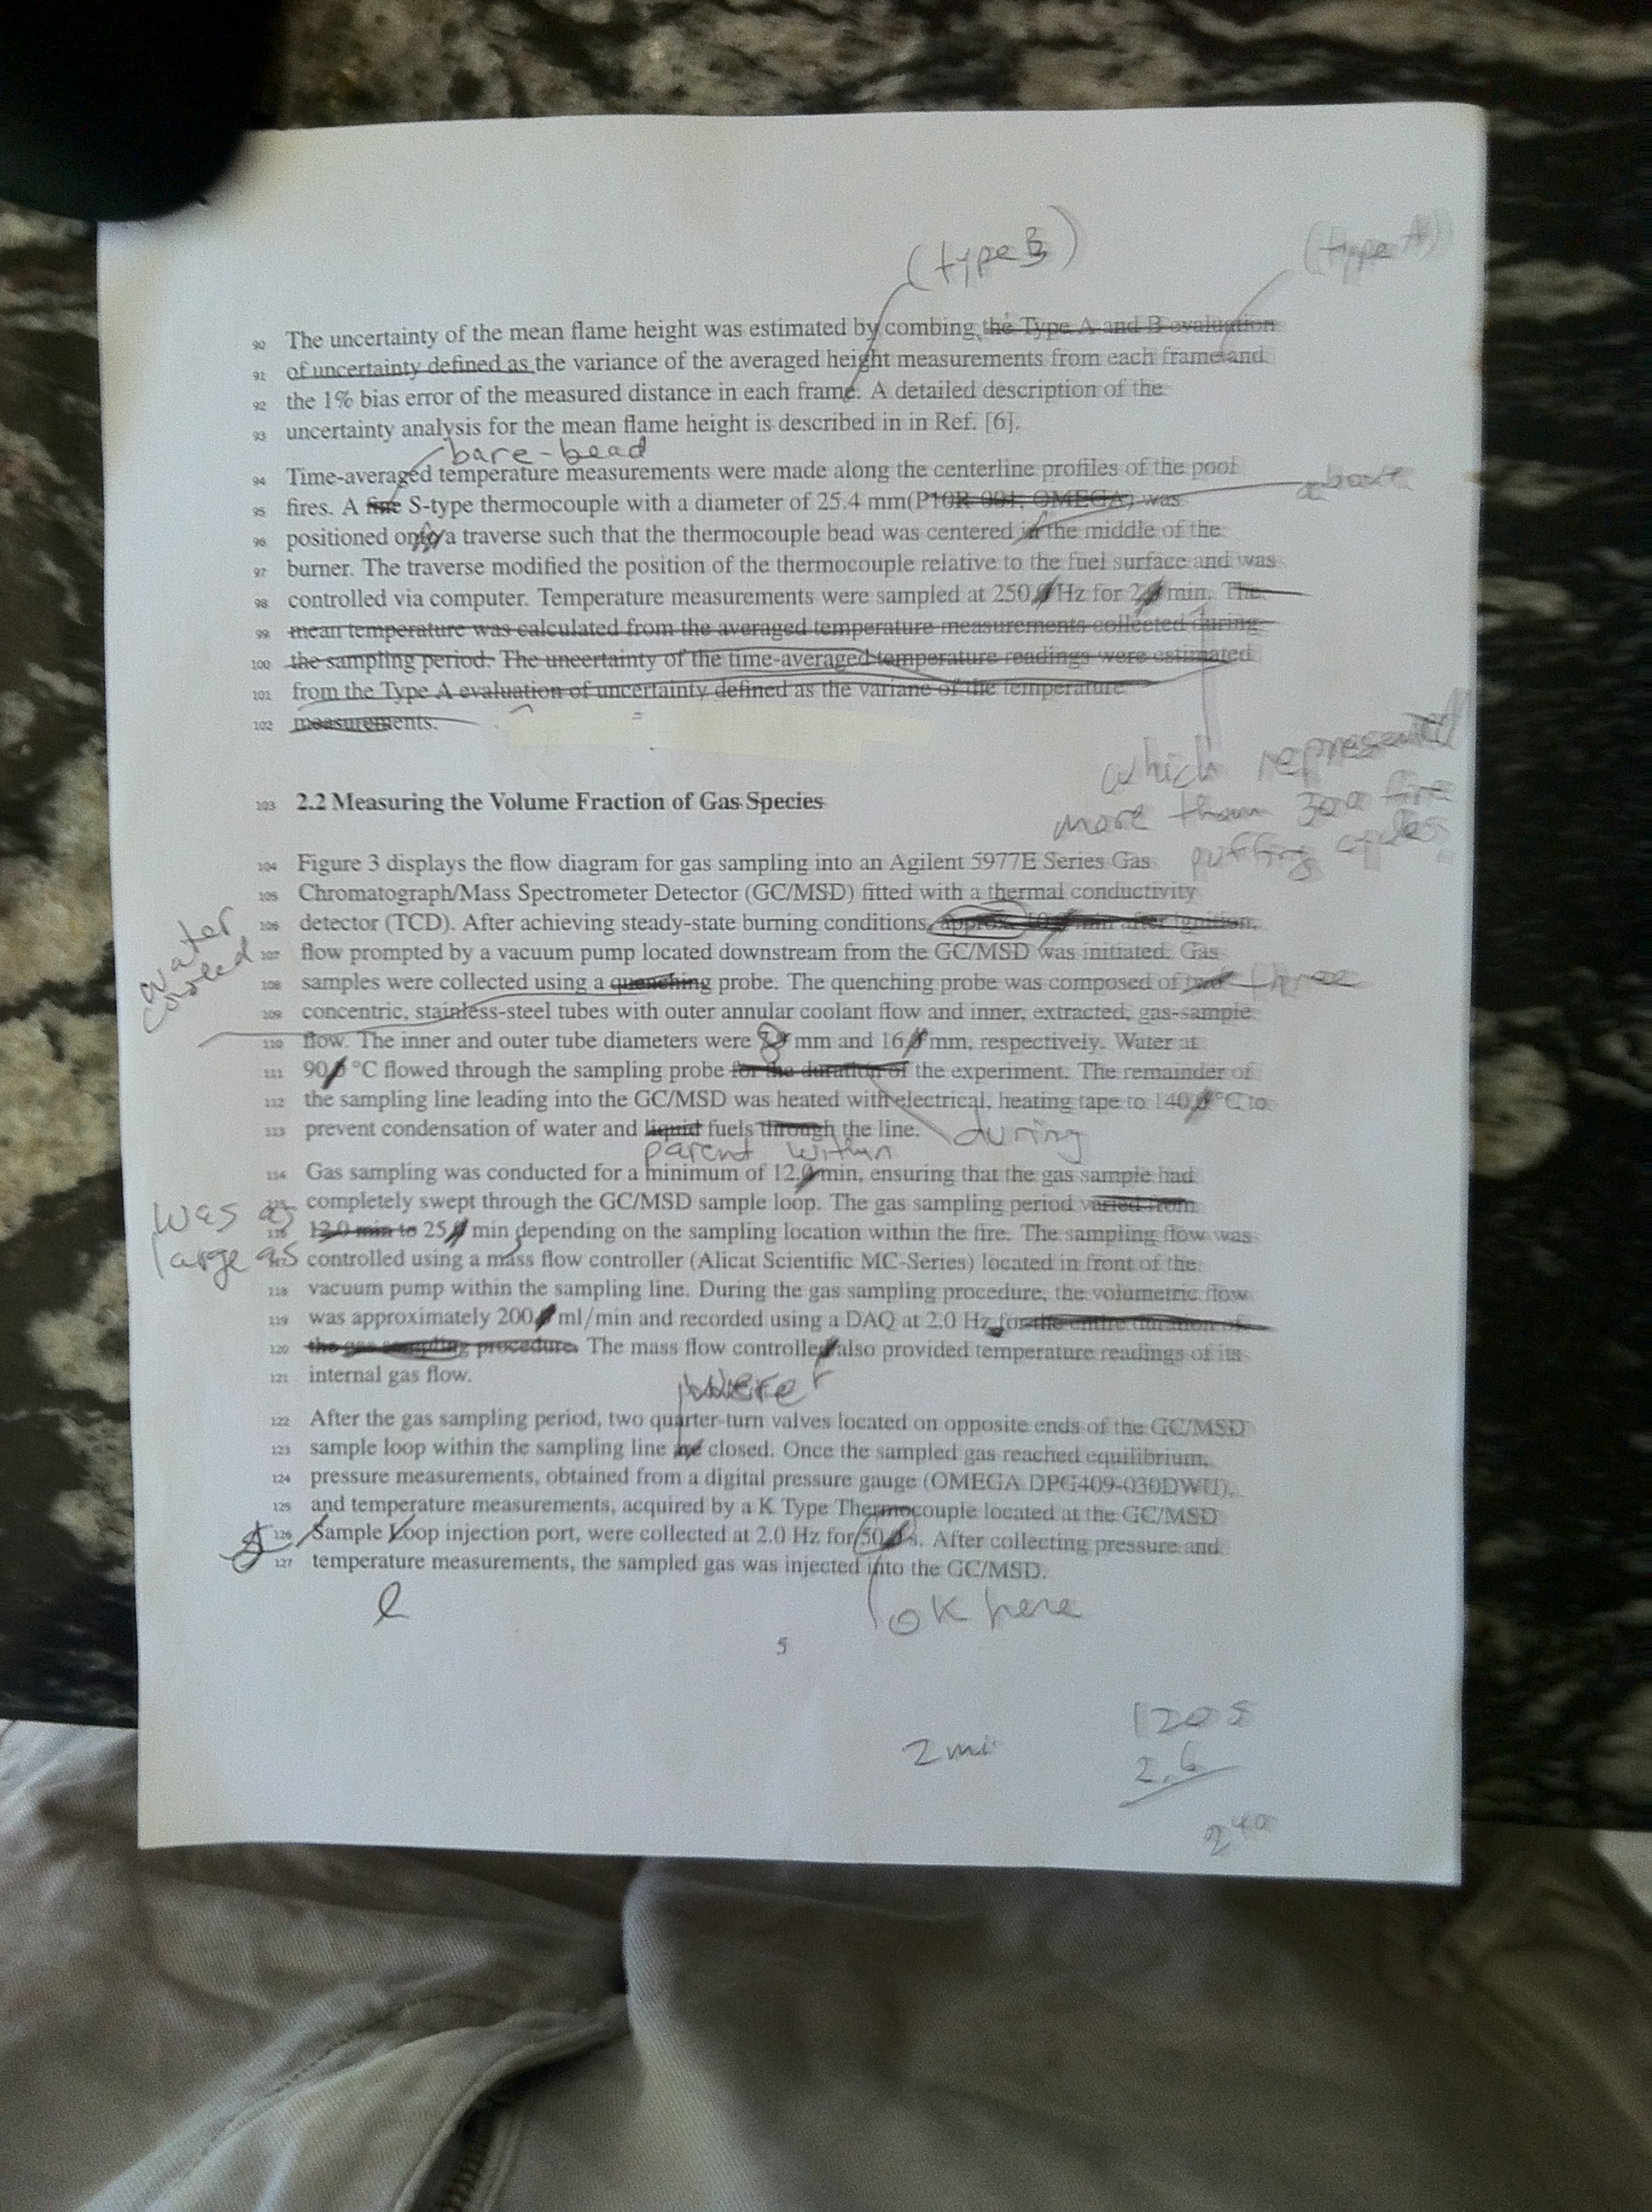 (type B)
(type A)
90 The uncertainty of the mean flame height was estimated by combing the Type A and B evaluation
91 of uncertainty defined as the variance of the averaged height measurements from each frame and
92 the 1% bias error of the measured distance in each frame. A detailed description of the
93 uncertainty analysis for the mean flame height is described in in Ref. [6].
bare-bead
94 Time-averaged temperature measurements were made along the centerline profiles of the pool
above
95 fires. A fine S-type thermocouple with a diameter of 25.4 mm(P10R-001, OMEGA) was
96 positioned onto a traverse such that the thermocouple bead was centered in the middle of the
97 burner. The traverse modified the position of the thermocouple relative to the fuel surface and was
98 controlled via computer. Temperature measurements were sampled at 250.0 Hz for 2.0 min. The
99 mean temperature was calculated from the averaged temperature measurements collected during
100 the sampling period. The uncertainty of the time-averaged temperature readings were estimated
101 from the Type A evaluation of uncertainty defined as the variane of the temperature
102 measurements.
which represented
more than 300 fire
puffing cycles
103 2.2 Measuring the Volume Fraction of Gas Species
104 Figure 3 displays the flow diagram for gas sampling into an Agilent 5977E Series Gas
105 Chromatograph/Mass Spectrometer Detector (GC/MSD) fitted with a thermal conductivity
106 detector (TCD). After achieving steady-state burning conditions, approx. 10.0 min after ignition,
107 flow prompted by a vacuum pump located downstream from the GC/MSD was initiated. Gas
water
cooled
108 samples were collected using a quenching probe. The quenching probe was composed of two three
109 concentric, stainless-steel tubes with outer annular coolant flow and inner, extracted, gas-sample
110 flow. The inner and outer tube diameters were 8 mm and 16.0 mm, respectively. Water at
111 90.0 °C flowed through the sampling probe for the duration of the experiment. The remainder of
112 the sampling line leading into the GC/MSD was heated with electrical, heating tape to 140.0 °C to
113 prevent condensation of water and liquid fuels through the line.
during
parent within
114 Gas sampling was conducted for a minimum of 12.0 min, ensuring that the gas sample had
115 completely swept through the GC/MSD sample loop. The gas sampling period varied from
was as
large as
116 12.0 min to 25.0 min depending on the sampling location within the fire. The sampling flow was
117 controlled using a mass flow controller (Alicat Scientific MC-Series) located in front of the
118 vacuum pump within the sampling line. During the gas sampling procedure, the volumetric flow
119 was approximately 200.0 ml/min and recorded using a DAQ at 2.0 Hz for the entire duration of
120 the gas sampling procedure. The mass flow controller also provided temperature readings of its
121 internal gas flow.
were r
122 After the gas sampling period, two quarter-turn valves located on opposite ends of the GC/MSD
123 sample loop within the sampling line are closed. Once the sampled gas reached equilibrium,
124 pressure measurements, obtained from a digital pressure gauge (OMEGA DPG409-030DWU),
125 and temperature measurements, acquired by a K Type Thermocouple located at the GC/MSD
s
126 Sample Loop injection port, were collected at 2.0 Hz for 50.0 s. After collecting pressure and
127 temperature measurements, the sampled gas was injected into the GC/MSD.
l
ok here
5
120 s
2 mi
2.6
240